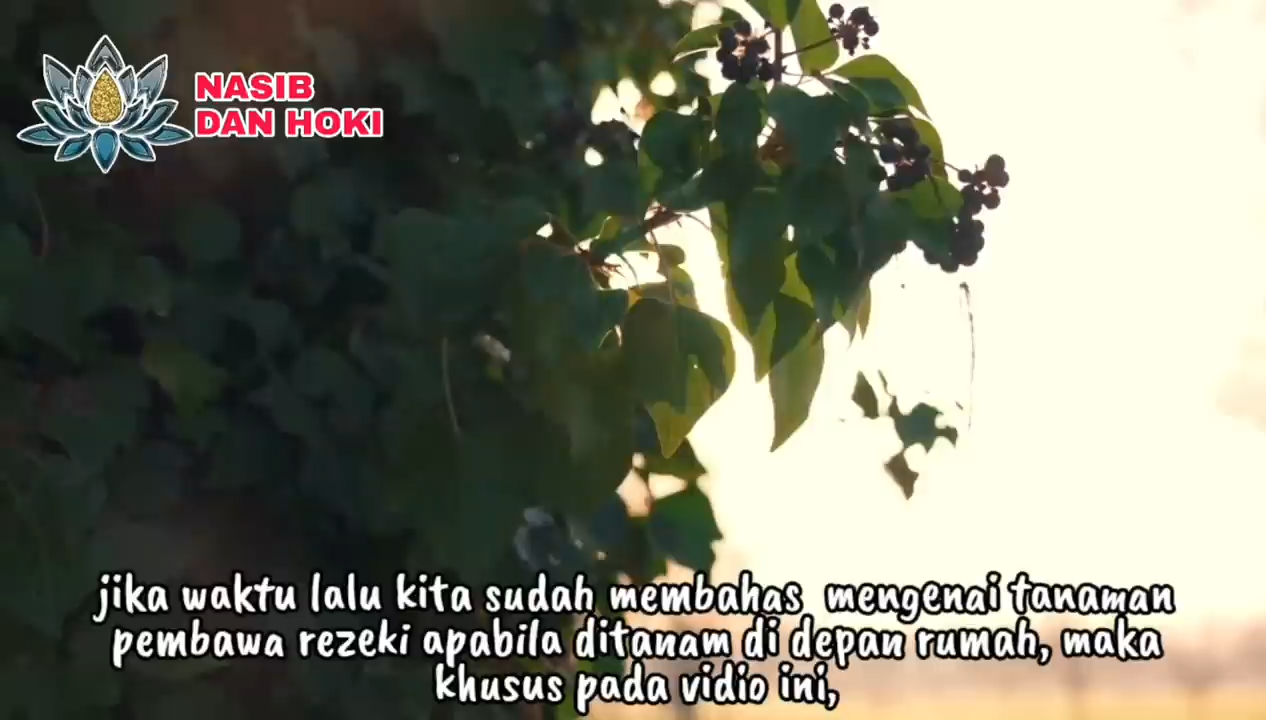 NASIB
DAN HOKI
jika waktu lalu kita sudah membahas mengenai tanaman
pembawa rezeki apabila ditanam di depan rumah, maka
khusus pada vidio ini,